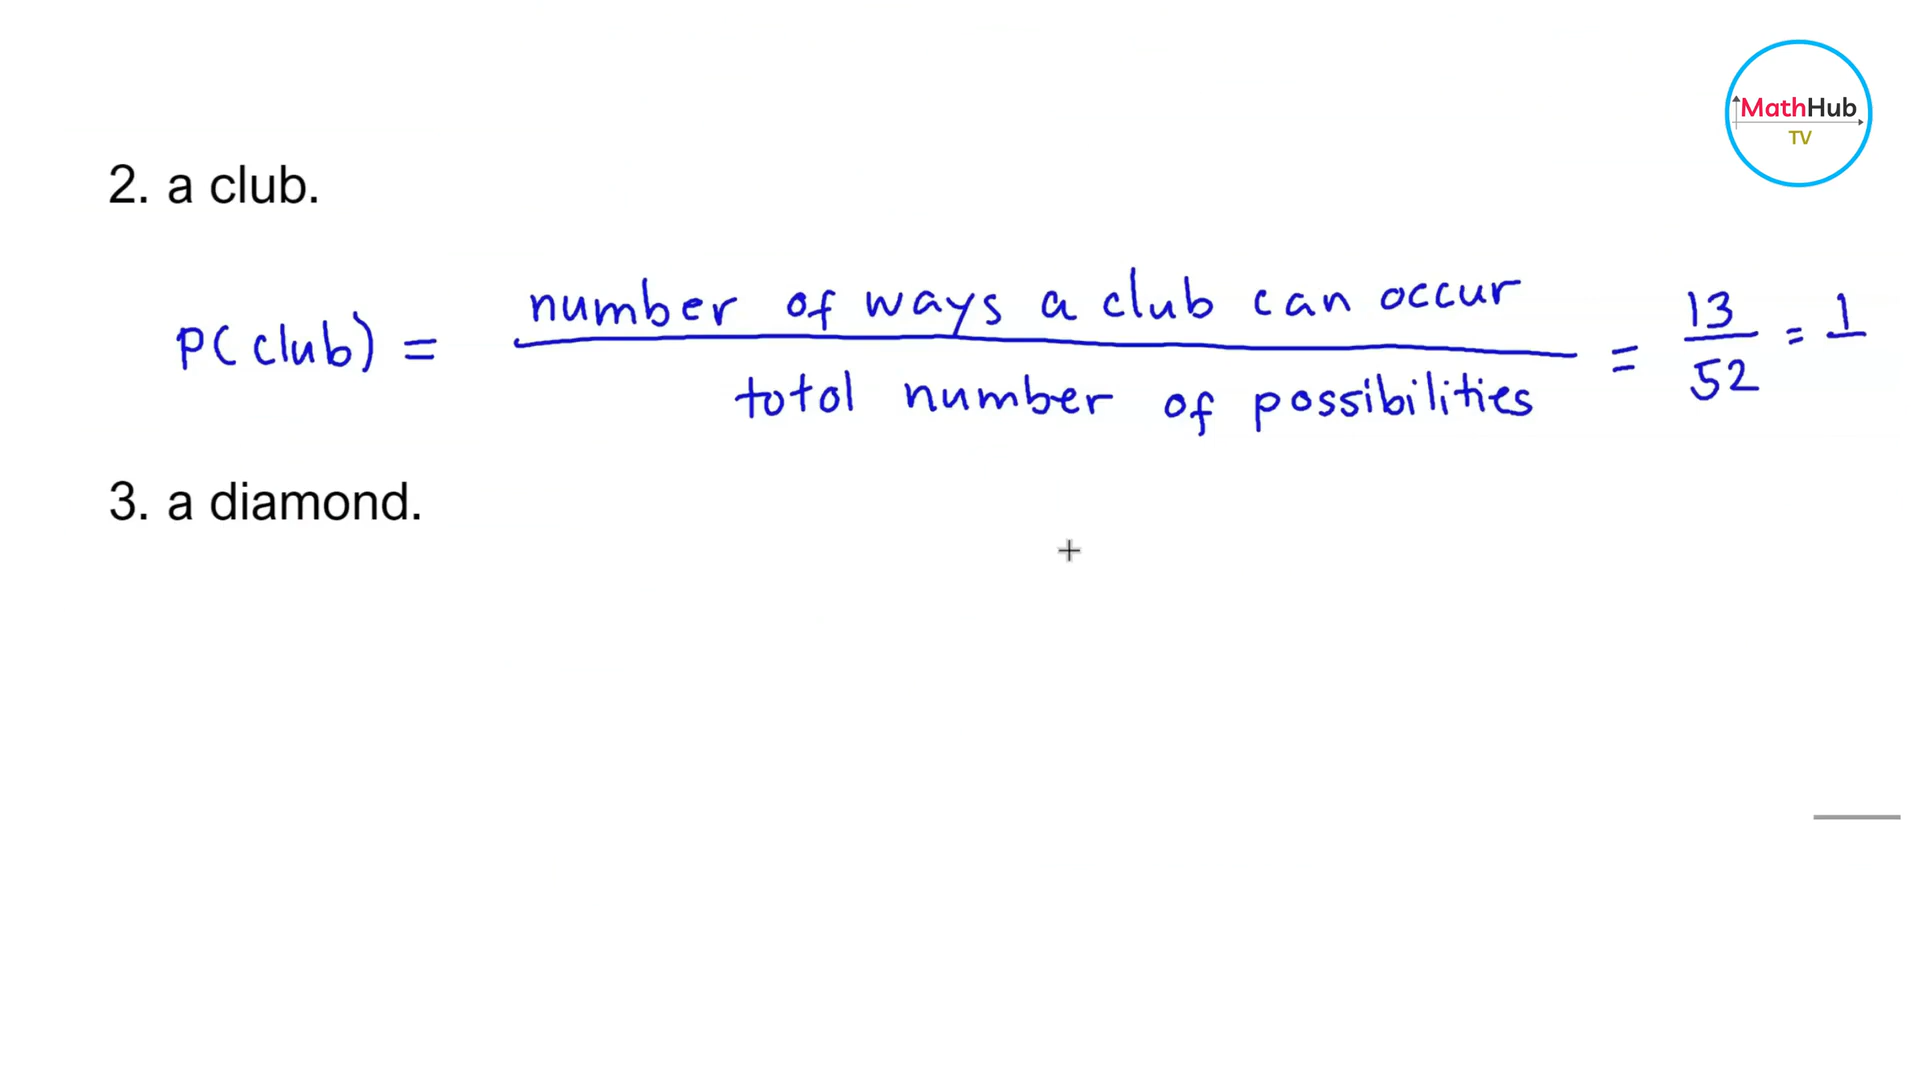 MathHub
TV
2. a club.
P(club) = number of ways a club can occur / total number of possibilities = 13/52 = 1/
3. a diamond.